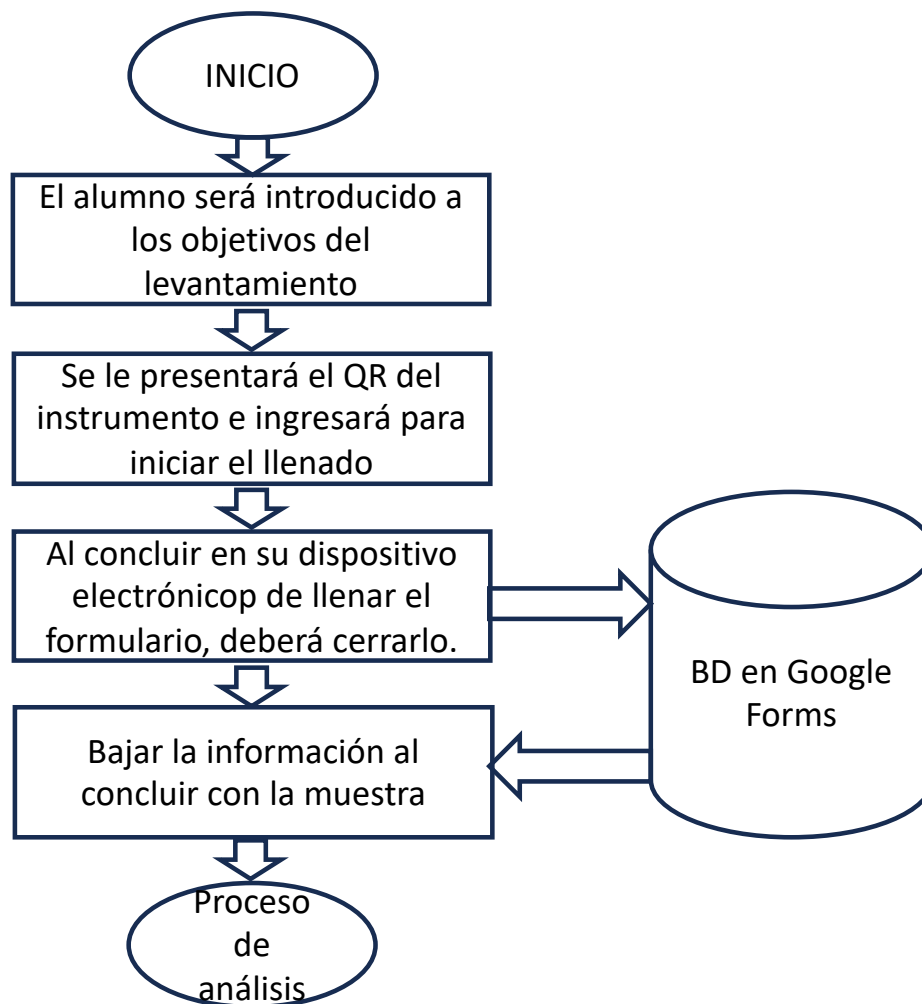 INICIO
El alumno será introducido a
los objetivos del
levantamiento
Se le presentará el QR del
instrumento e ingresará para
iniciar el llenado
Al concluir en su dispositivo
electrónicop de llenar el
formulario, deberá cerrarlo.
BD en Google
Forms
Bajar la información al
concluir con la muestra
Proceso
de
análisis